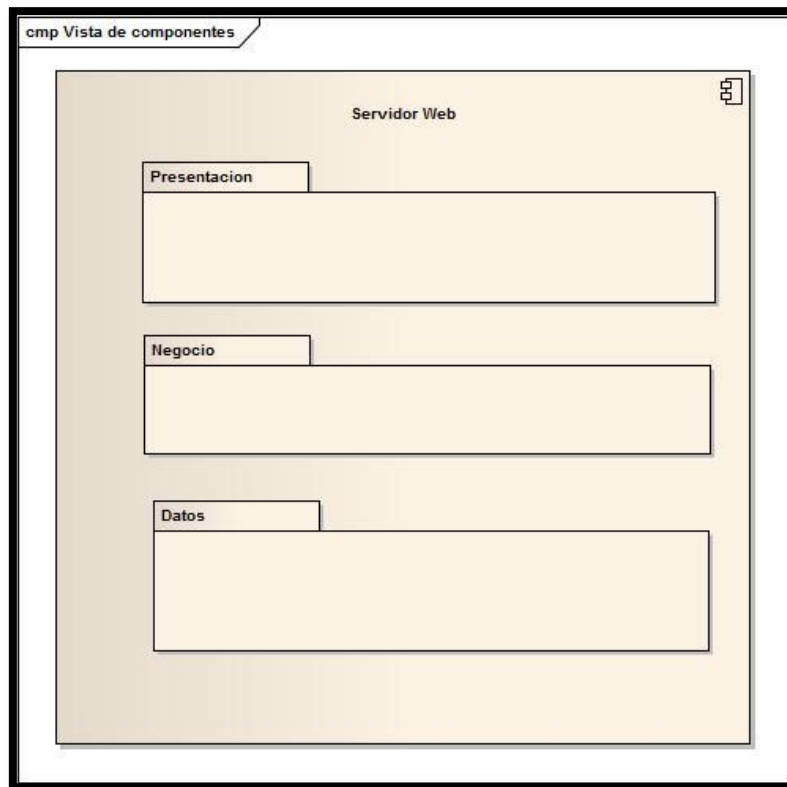 cmp Vista de componentes
Servidor Web
Presentacion
Negocio
Datos